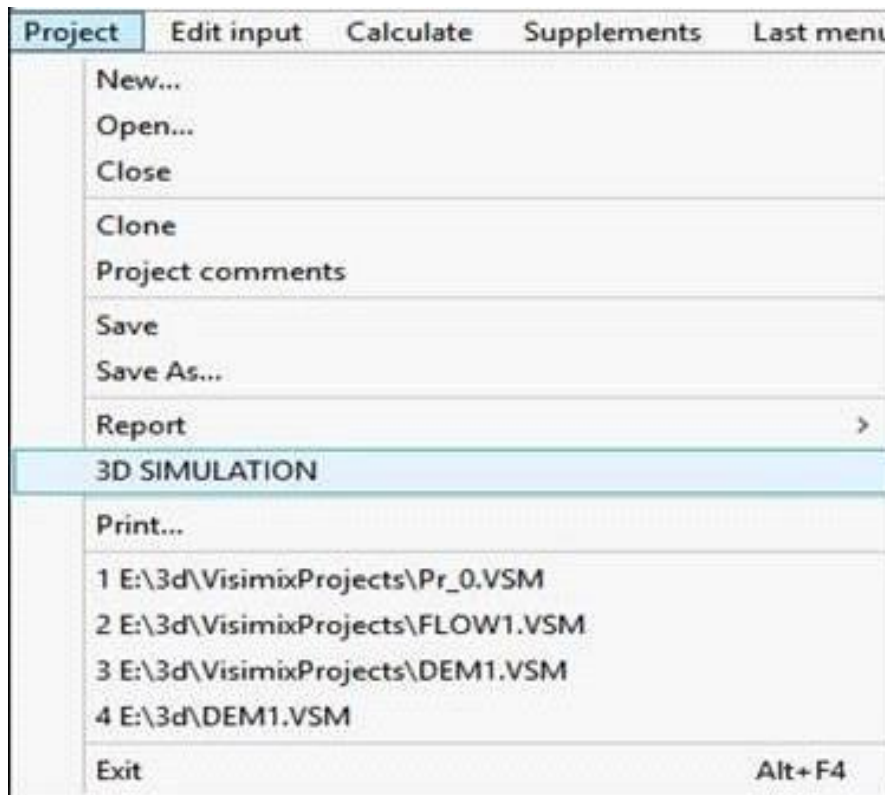 Project Edit input Calculate Supplements Last menu
New...
Open...
Close
Clone
Project comments
Save
Save As...
Report >
3D SIMULATION
Print...
1 E:\3d\VisimixProjects\Pr_0.VSM
2 E:\3d\VisimixProjects\FLOW1.VSM
3 E:\3d\VisimixProjects\DEM1.VSM
4 E:\3d\DEM1.VSM
Exit Alt+F4